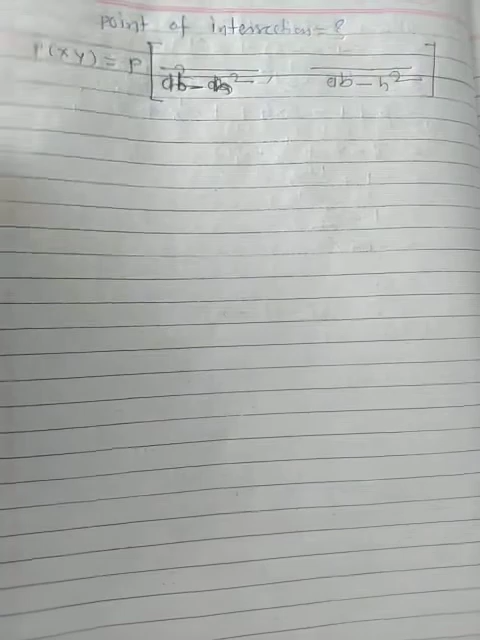 point of intersection = ?
P(x y) = P [ ‾ / ab - h², ‾ / ab - h² ]